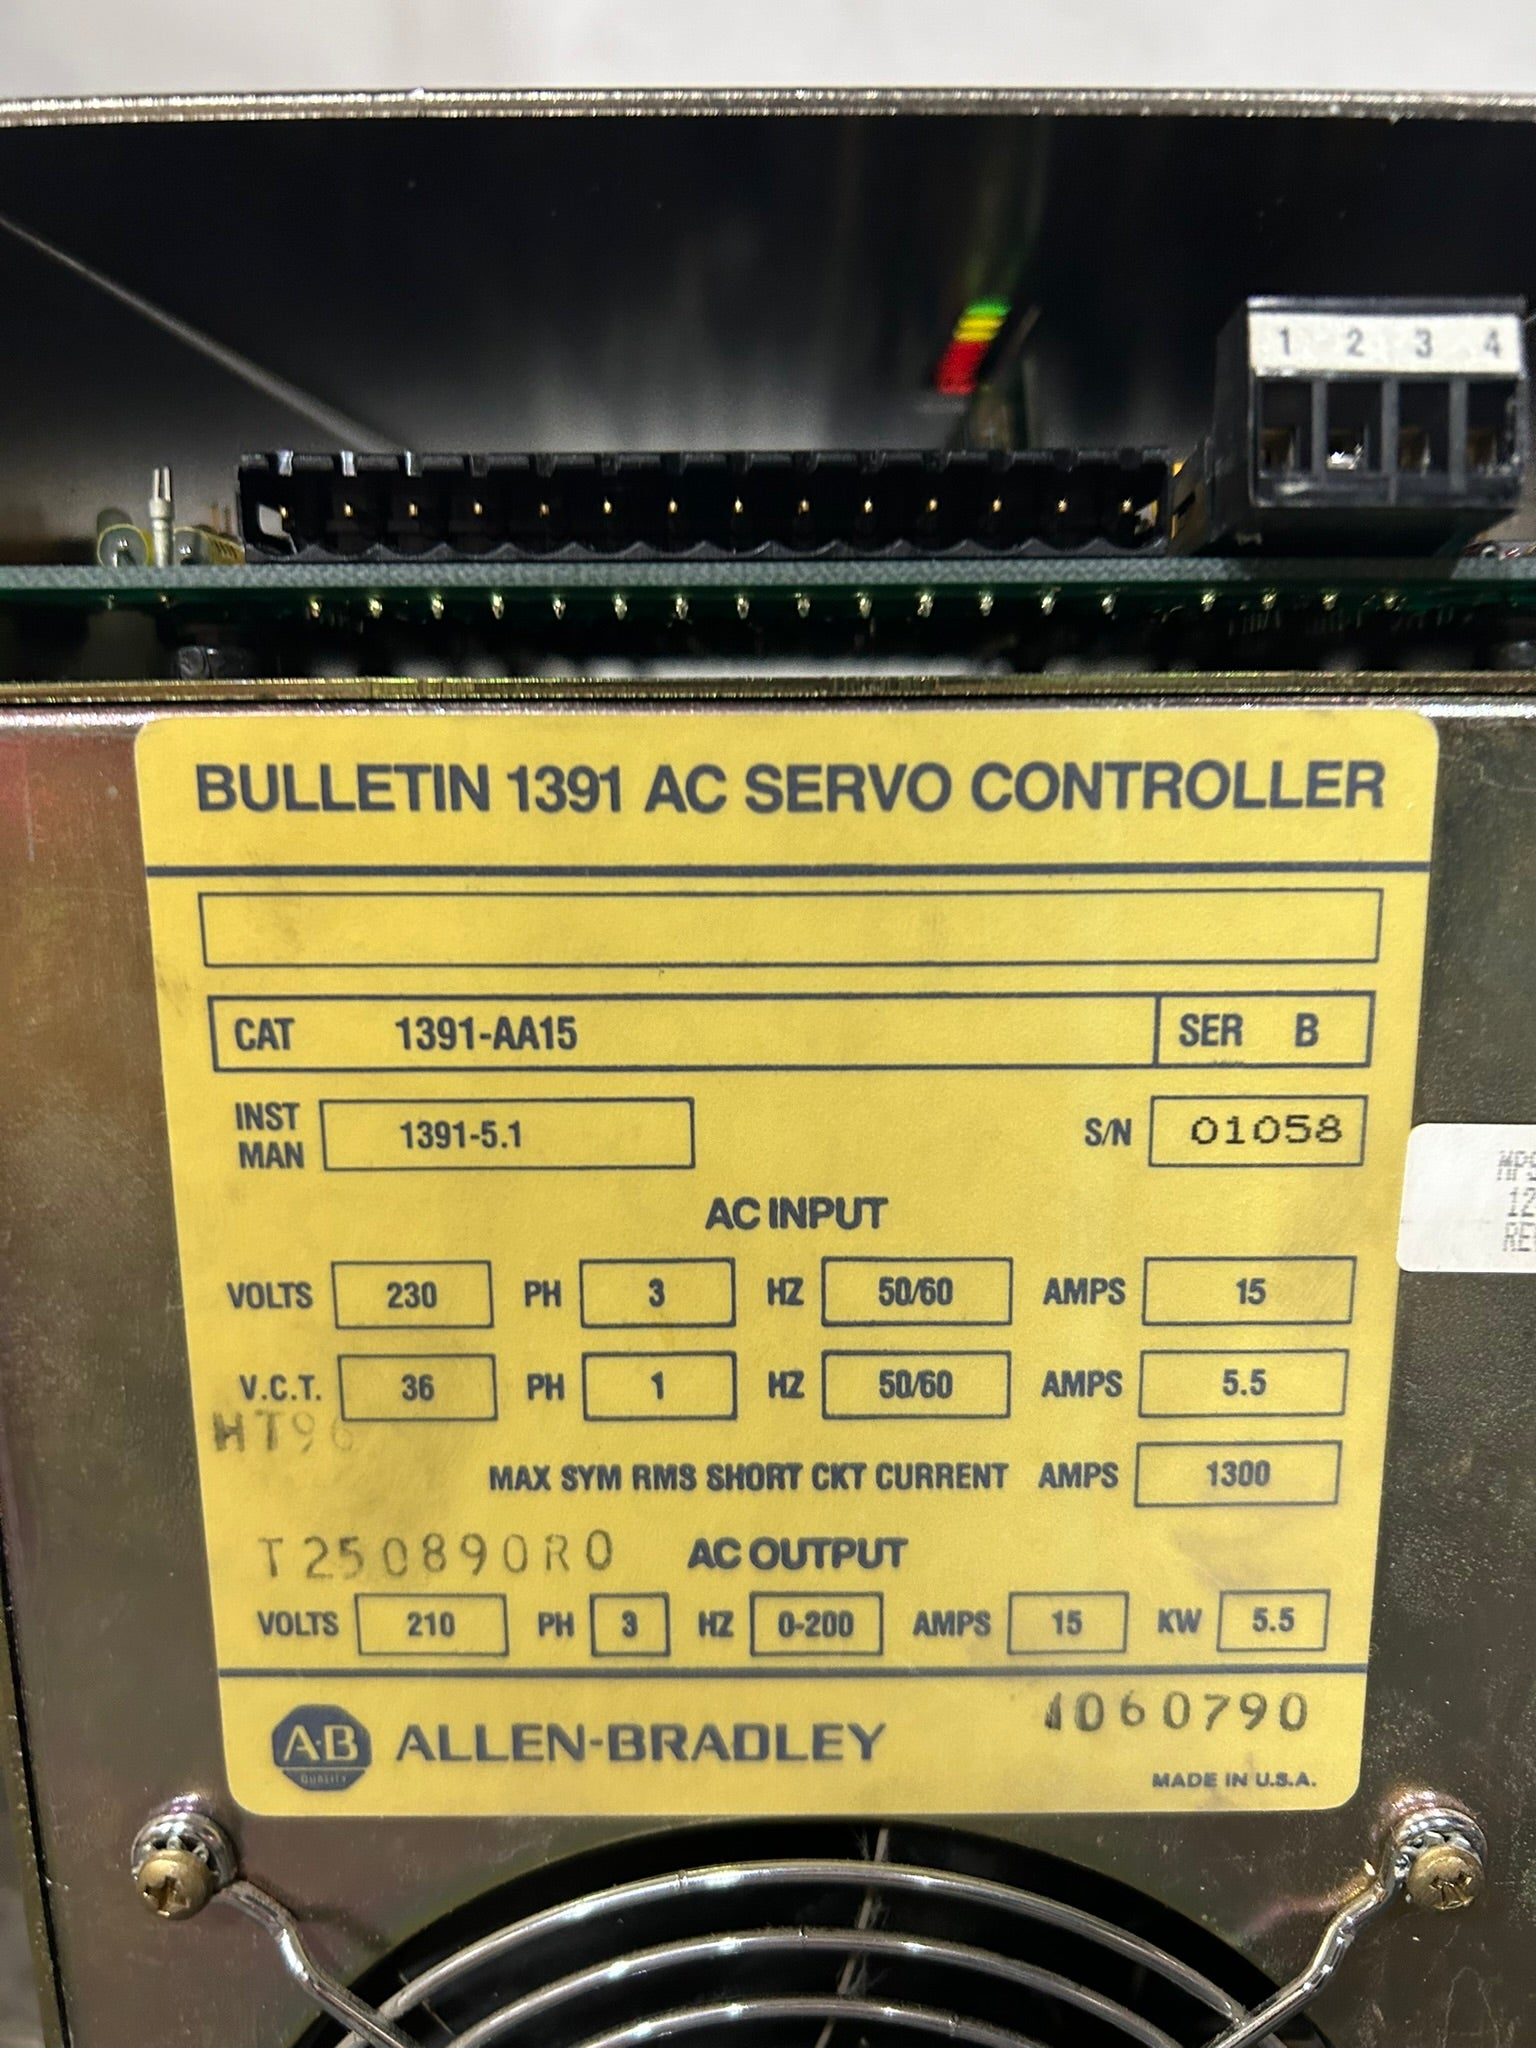 1 2 3 4
BULLETIN 1391 AC SERVO CONTROLLER
CAT 1391-AA15 SER B
INST MAN 1391-5.1 S/N 01058
AC INPUT
VOLTS 230 PH 3 HZ 50/60 AMPS 15
V.C.T. 36 PH 1 HZ 50/60 AMPS 5.5
HT96
MAX SYM RMS SHORT CKT CURRENT AMPS 1300
T250890R0 AC OUTPUT
VOLTS 210 PH 3 HZ 0-200 AMPS 15 KW 5.5
A-B QUALITY ALLEN-BRADLEY 1060790
MADE IN U.S.A.
12